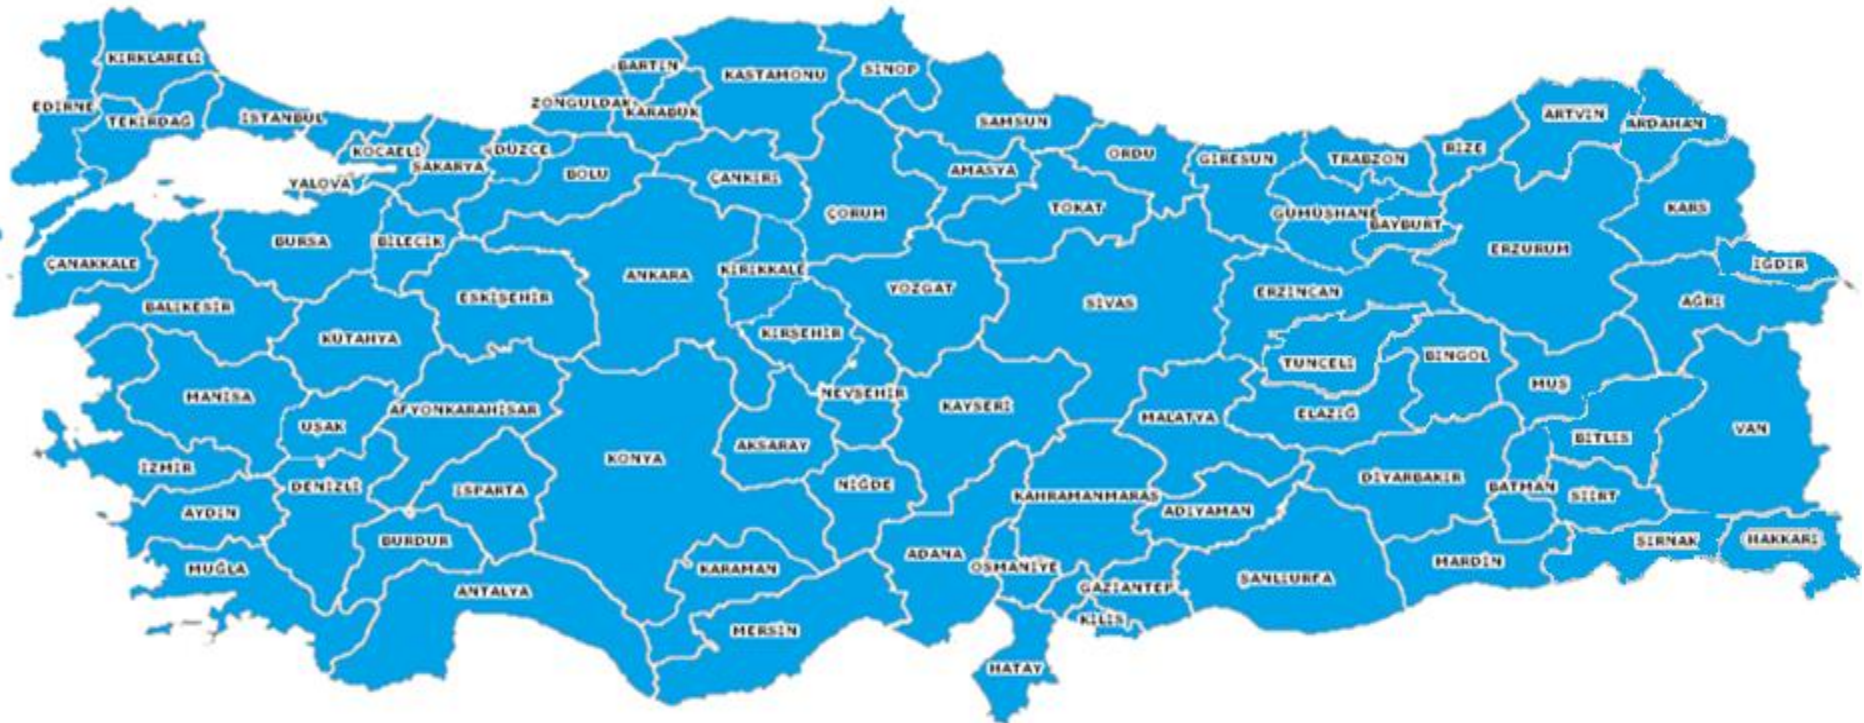 KIRKLARELİ
EDİRNE
TEKİRDAĞ
İSTANBUL
KOCAELİ
YALOVA
SAKARYA
DÜZCE
ZONGULDAK
BARTIN
KARABÜK
KASTAMONU
SİNOP
SAMSUN
BOLU
ÇANKIRI
ÇORUM
AMASYA
TOKAT
ORDU
GİRESUN
TRABZON
RİZE
ARTVİN
ARDAHAN
KARS
GÜMÜŞHANE
BAYBURT
ERZURUM
IĞDIR
AĞRI
ÇANAKKALE
BURSA
BİLECİK
BALIKESİR
KÜTAHYA
ESKİŞEHİR
ANKARA
KIRIKKALE
YOZGAT
SİVAS
ERZİNCAN
KIRŞEHİR
TUNCELİ
BİNGÖL
MUŞ
MANİSA
UŞAK
AFYONKARAHİSAR
NEVŞEHİR
KAYSERİ
MALATYA
ELAZIĞ
BİTLİS
VAN
İZMİR
DENİZLİ
ISPARTA
KONYA
AKSARAY
NİĞDE
KAHRAMANMARAŞ
ADIYAMAN
DİYARBAKIR
BATMAN
SİİRT
AYDIN
BURDUR
MUĞLA
ANTALYA
KARAMAN
MERSİN
ADANA
OSMANİYE
GAZİANTEP
KİLİS
ŞANLIURFA
MARDİN
ŞIRNAK
HAKKARİ
HATAY